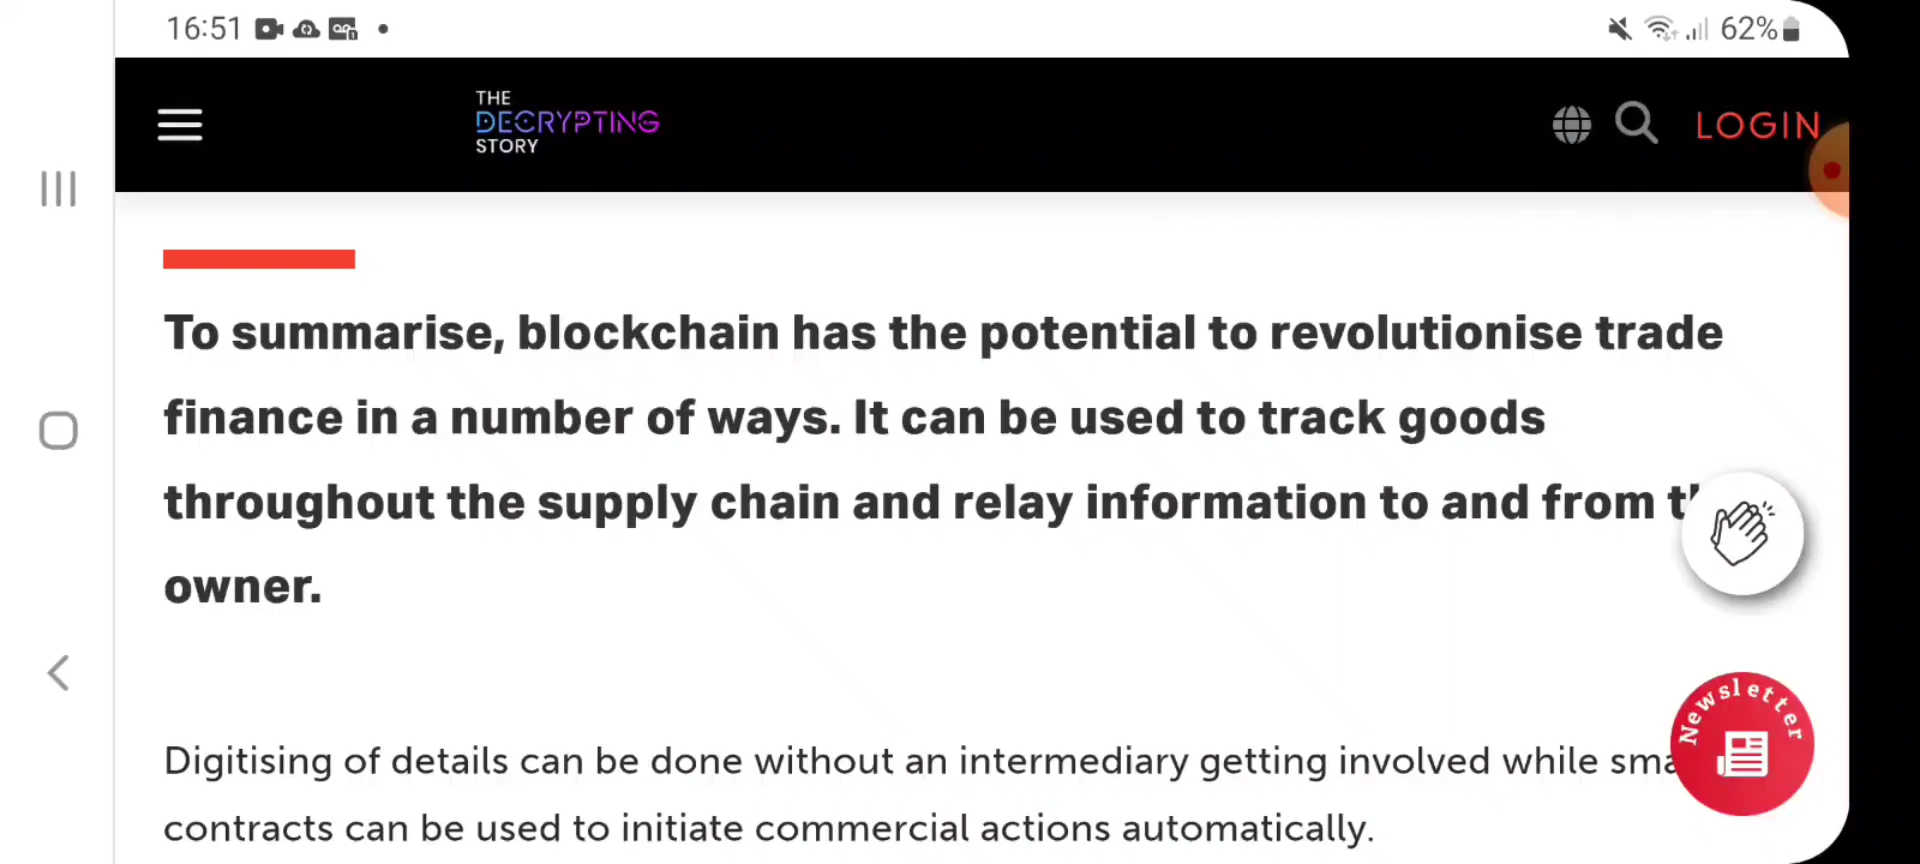 16:51
62%
THE
DECRYPTING
STORY
LOGIN
To summarise, blockchain has the potential to revolutionise trade
finance in a number of ways. It can be used to track goods
throughout the supply chain and relay information to and from
owner.
Newsletter
Digitising of details can be done without an intermediary getting involved while
contracts can be used to initiate commercial actions automatically.